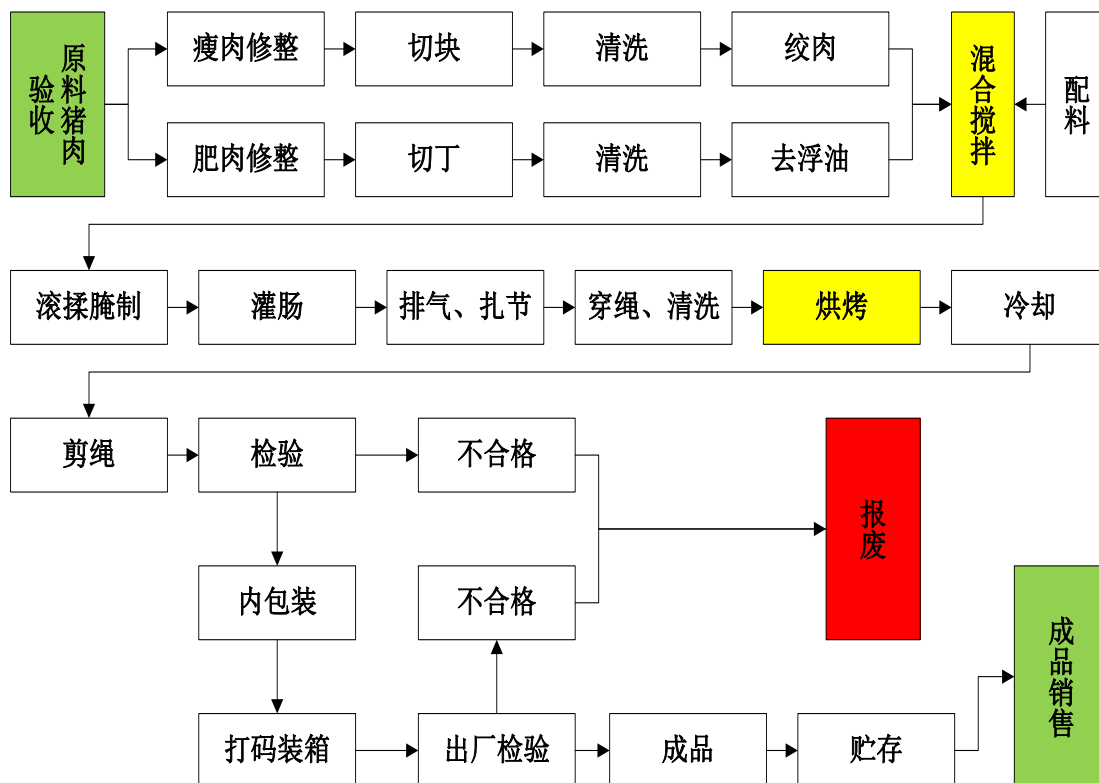 原料猪肉
验收
瘦肉修整
切块
清洗
绞肉
混合搅拌
配料
肥肉修整
切丁
清洗
去浮油
滚揉腌制
灌肠
排气、扎节
穿绳、清洗
烘烤
冷却
剪绳
检验
不合格
报废
内包装
不合格
成品销售
打码装箱
出厂检验
成品
贮存